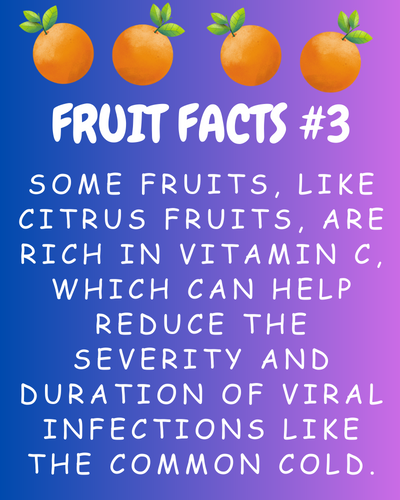 FRUIT FACTS #3
SOME FRUITS, LIKE
CITRUS FRUITS, ARE
RICH IN VITAMIN C,
WHICH CAN HELP
REDUCE THE
SEVERITY AND
DURATION OF VIRAL
INFECTIONS LIKE
THE COMMON COLD.